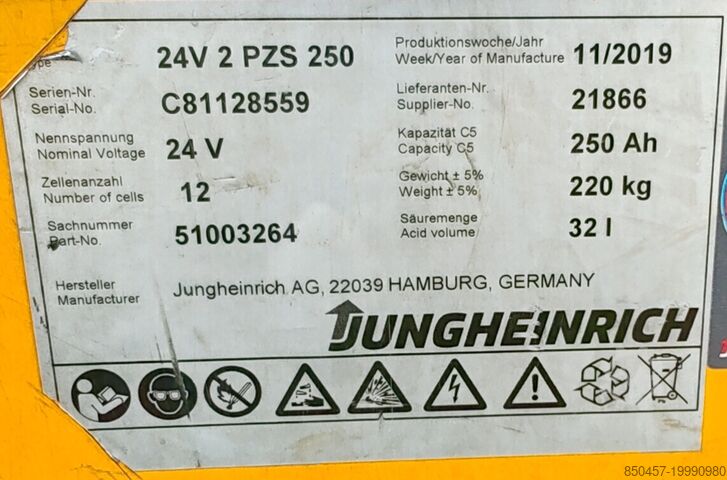 24V 2 PZS 250
Produktionswoche/Jahr
Week/Year of Manufacture
11/2019
Serien-Nr.
Serial-No.
C81128559
Lieferanten-Nr.
Supplier-No.
21866
Nennspannung
Nominal Voltage
24 V
Kapazität C5
Capacity C5
250 Ah
Zellenanzahl
Number of cells
12
Gewicht ± 5%
Weight ± 5%
220 kg
Sachnummer
Part-No.
51003264
Säuremenge
Acid volume
32 l
Hersteller
Manufacturer
Jungheinrich AG, 22039 HAMBURG, GERMANY
JUNGHEINRICH
850457-19990980